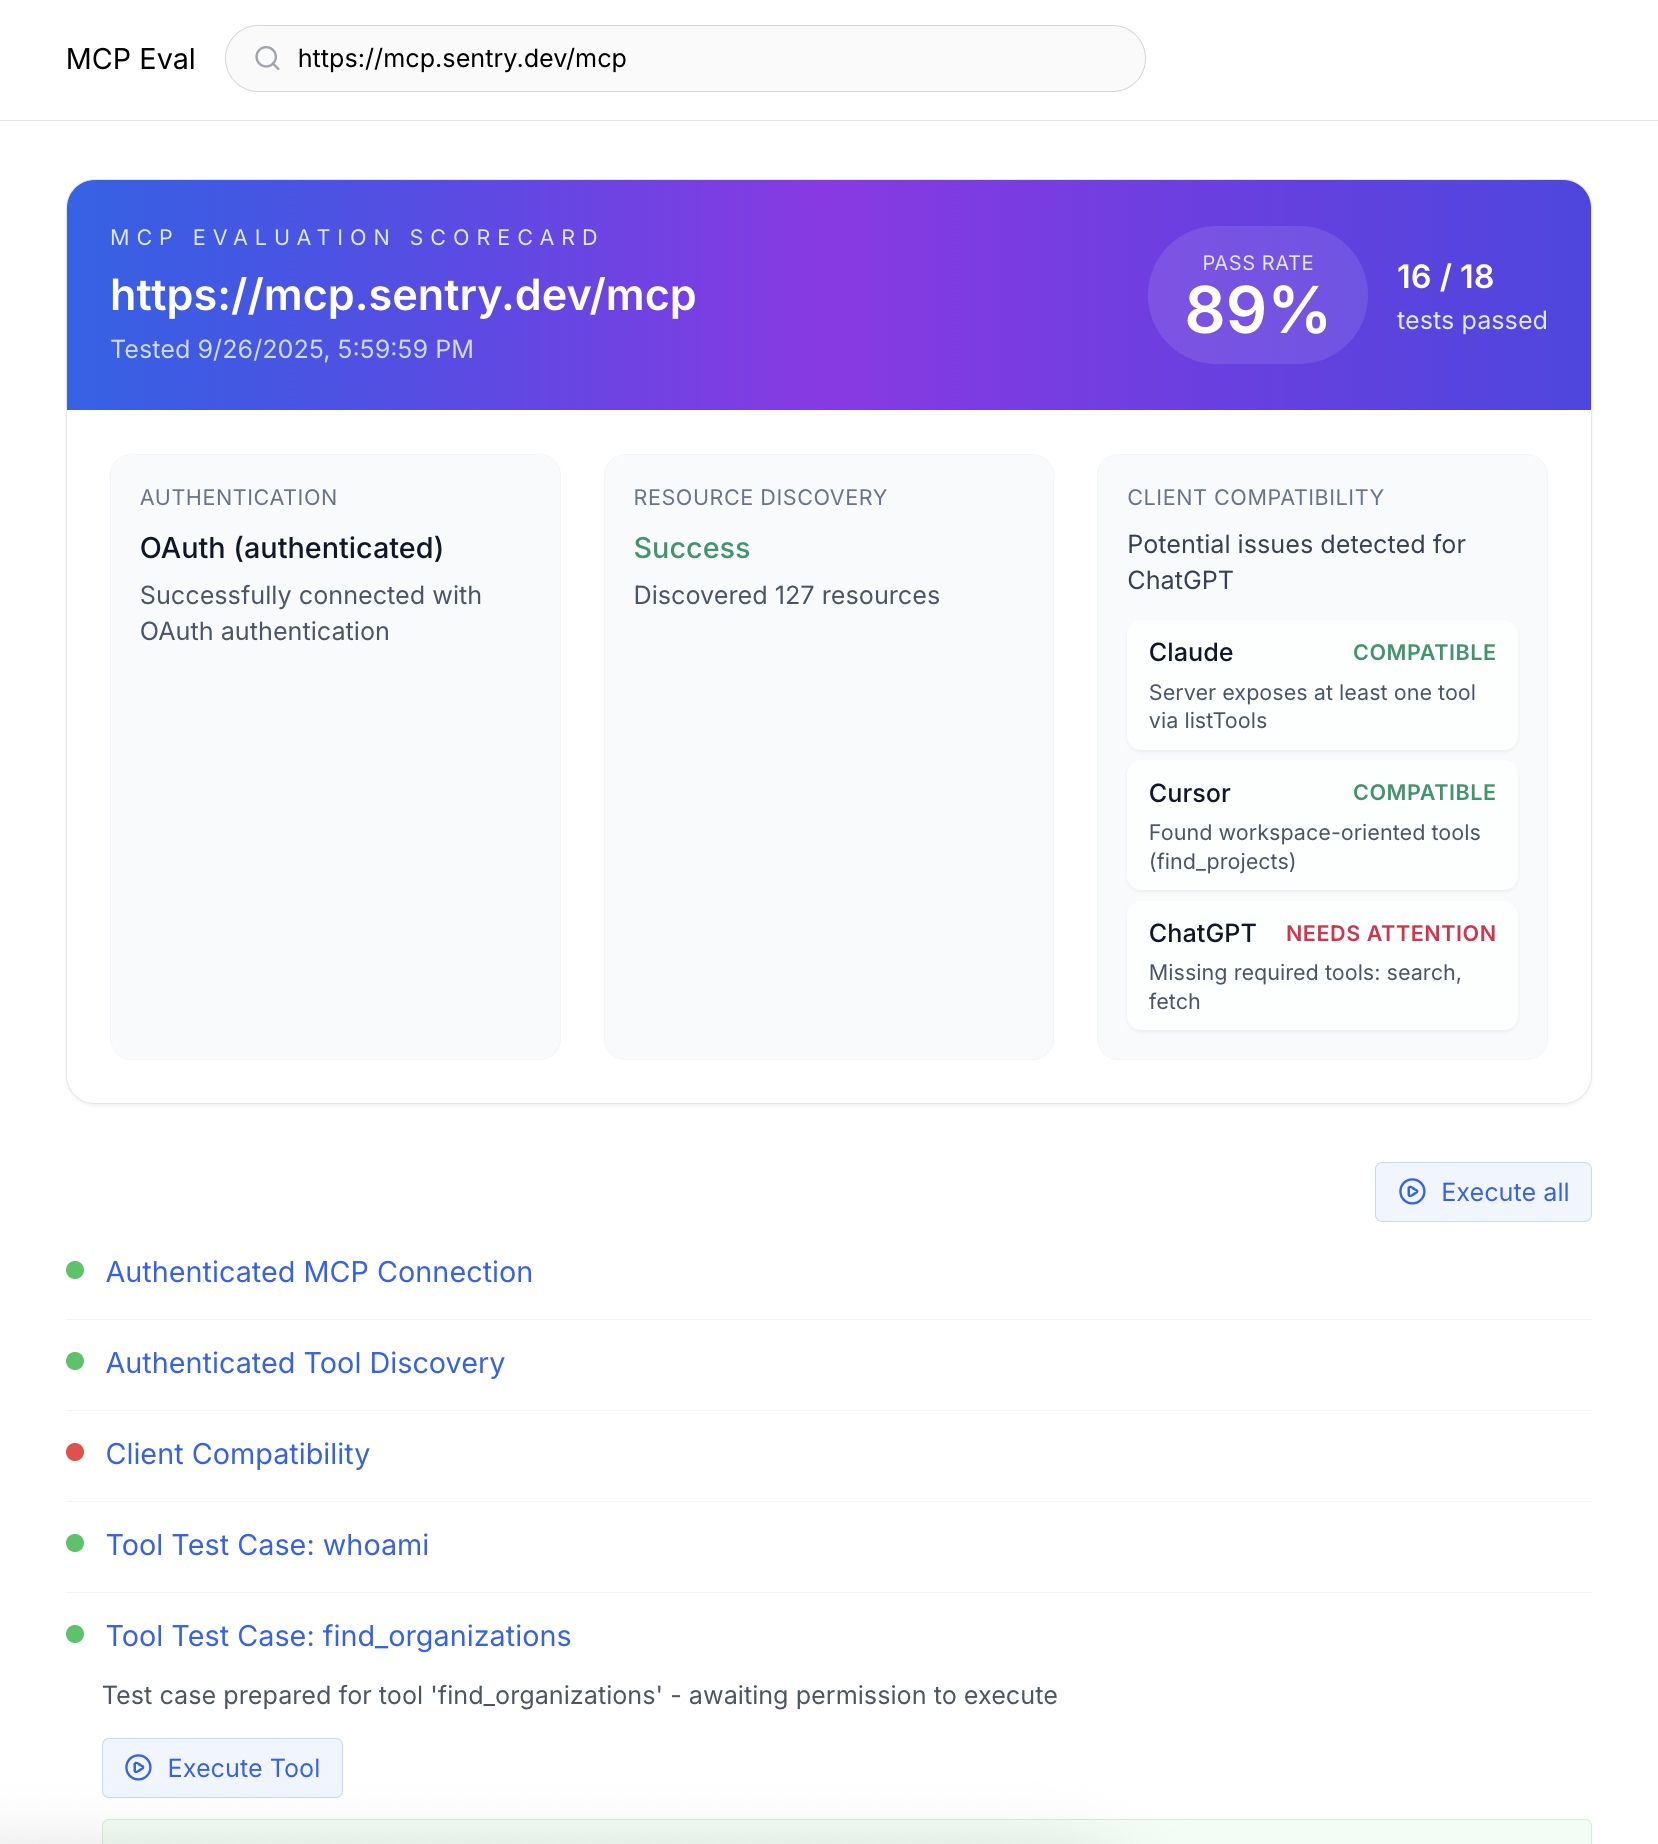 MCP Eval
https://mcp.sentry.dev/mcp
MCP EVALUATION SCORECARD
https://mcp.sentry.dev/mcp
Tested 9/26/2025, 5:59:59 PM
PASS RATE
89%
16 / 18
tests passed
AUTHENTICATION
OAuth (authenticated)
Successfully connected with
OAuth authentication
RESOURCE DISCOVERY
Success
Discovered 127 resources
CLIENT COMPATIBILITY
Potential issues detected for
ChatGPT
Claude COMPATIBLE
Server exposes at least one tool
via listTools
Cursor COMPATIBLE
Found workspace-oriented tools
(find_projects)
ChatGPT NEEDS ATTENTION
Missing required tools: search,
fetch
Execute all
Authenticated MCP Connection
Authenticated Tool Discovery
Client Compatibility
Tool Test Case: whoami
Tool Test Case: find_organizations
Test case prepared for tool 'find_organizations' - awaiting permission to execute
Execute Tool